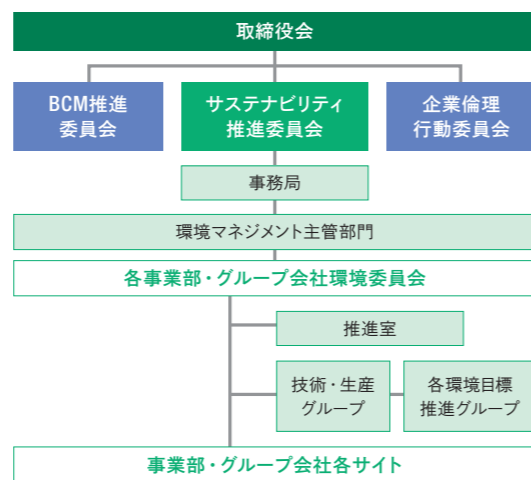 取締役会
BCM推進
委員会
サステナビリティ
推進委員会
企業倫理
行動委員会
事務局
環境マネジメント主管部門
各事業部・グループ会社環境委員会
推進室
技術・生産
グループ
各環境目標
推進グループ
事業部・グループ会社各サイト